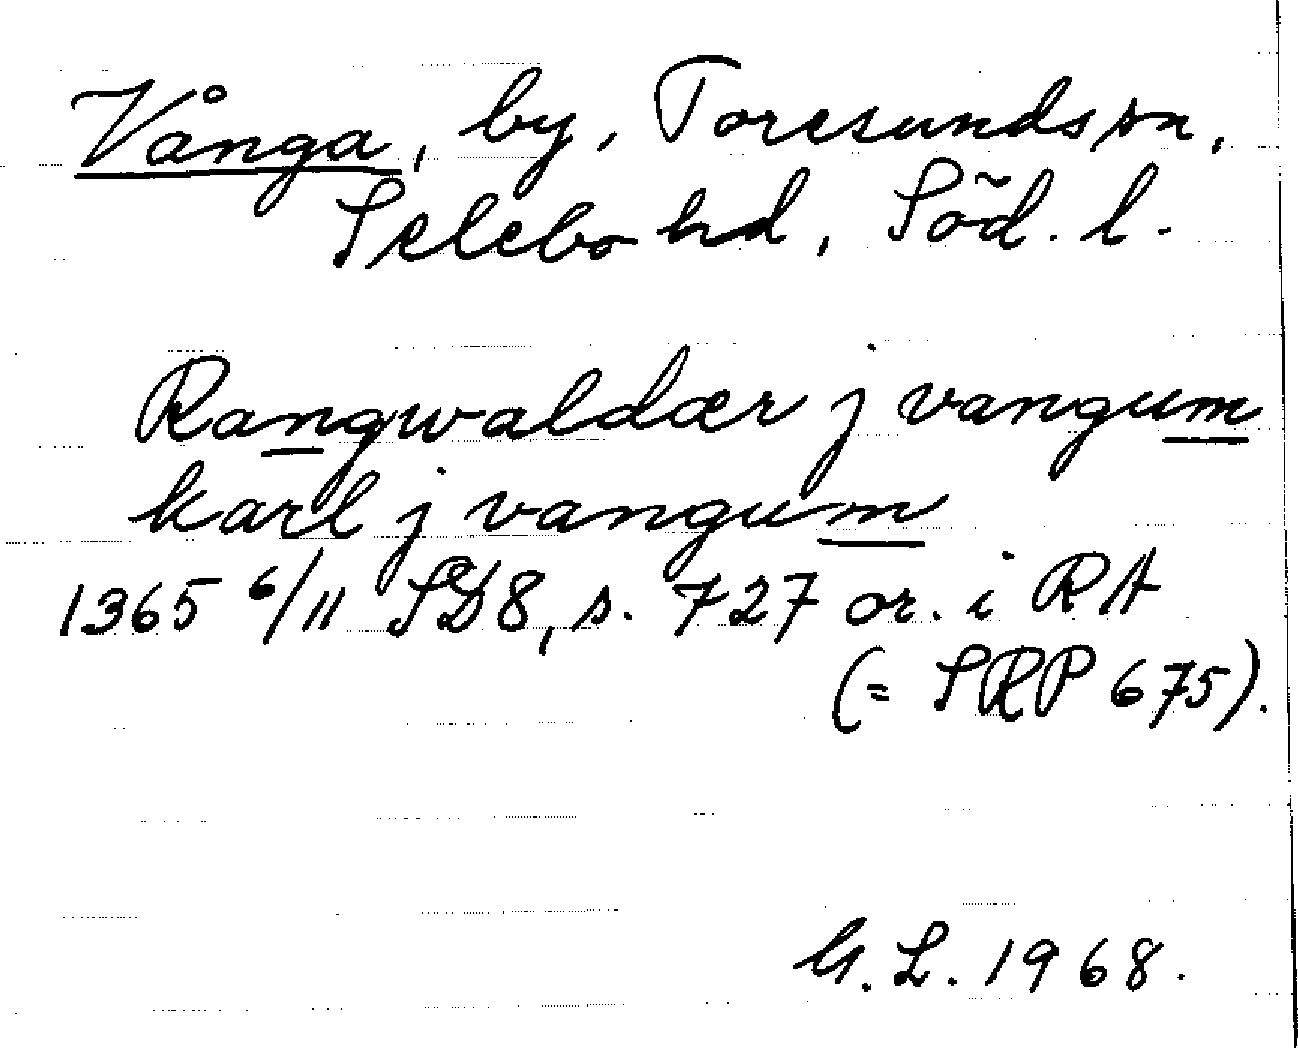 Vånga, by, Toresunds sn,
Selebo hd, Söd. l.
Rangwaldær j vangum
karl j vangum
1365 6/11 SD8, s. 727 or. i RA
(= SRP 675).
G. L. 1968.